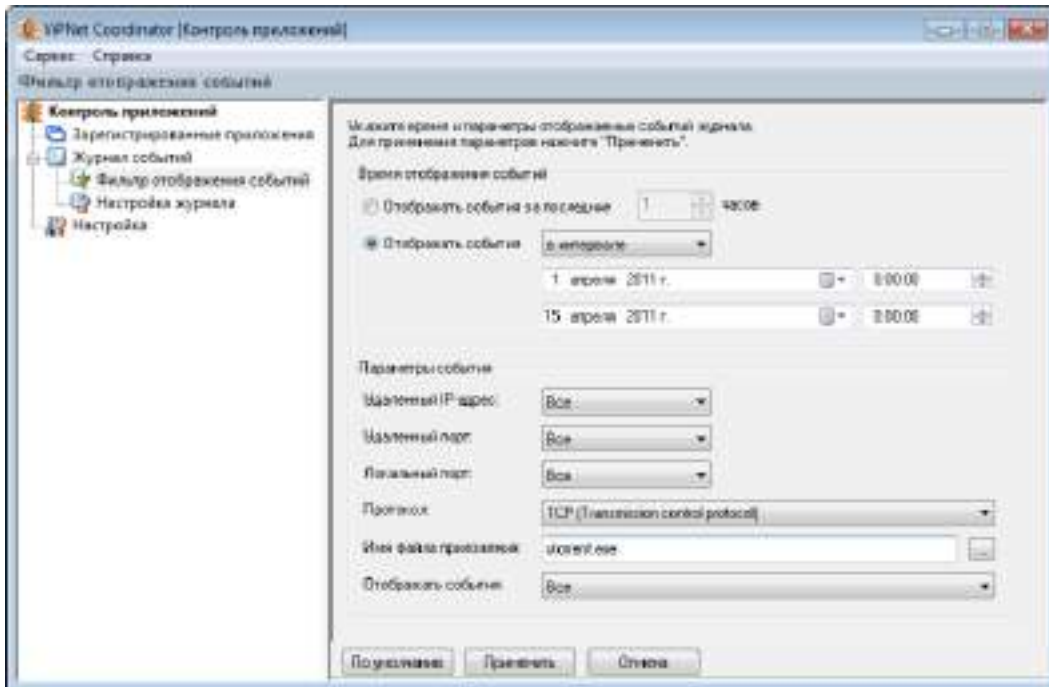 ViPNet Coordinator [Контроль приложений]
Сервис Справка
Фильтр отображения событий
Контроль приложений
Зарегистрированные приложения
Журнал событий
Фильтр отображения событий
Настройка журнала
Настройка
Укажите время и параметры отображаемых событий журнала.
Для применения параметров нажмите "Применить".
Время отображения событий
Отображать события за последние 1 часов
Отображать события в интервале
1 апреля 2011 г. 0:00:00
15 апреля 2011 г. 0:00:00
Параметры события
Удаленный IP-адрес: Все
Удаленный порт: Все
Локальный порт: Все
Протокол: TCP (Transmission control protocol)
Имя файла приложения: utorrent.exe ...
Отображать события: Все
По умолчанию Применить Отмена